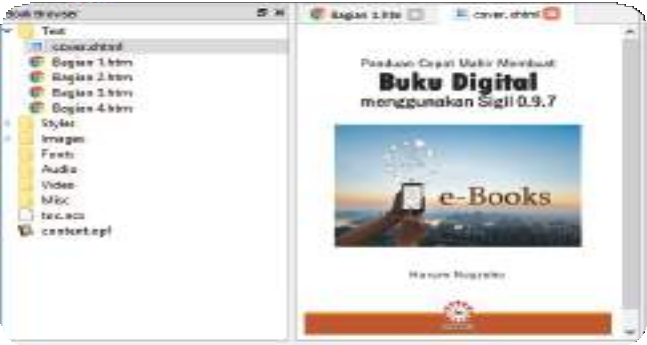 Book Browser
Text
cover.xhtml
Bagian 1.htm
Bagian 2.htm
Bagian 3.htm
Bagian 4.htm
Styles
Images
Fonts
Audio
Video
Misc
toc.ncx
content.opf
Bagian 1.htm
cover.xhtml
Panduan Cepat Mahir Membuat
Buku Digital
menggunakan Sigil 0.9.7
e-Books